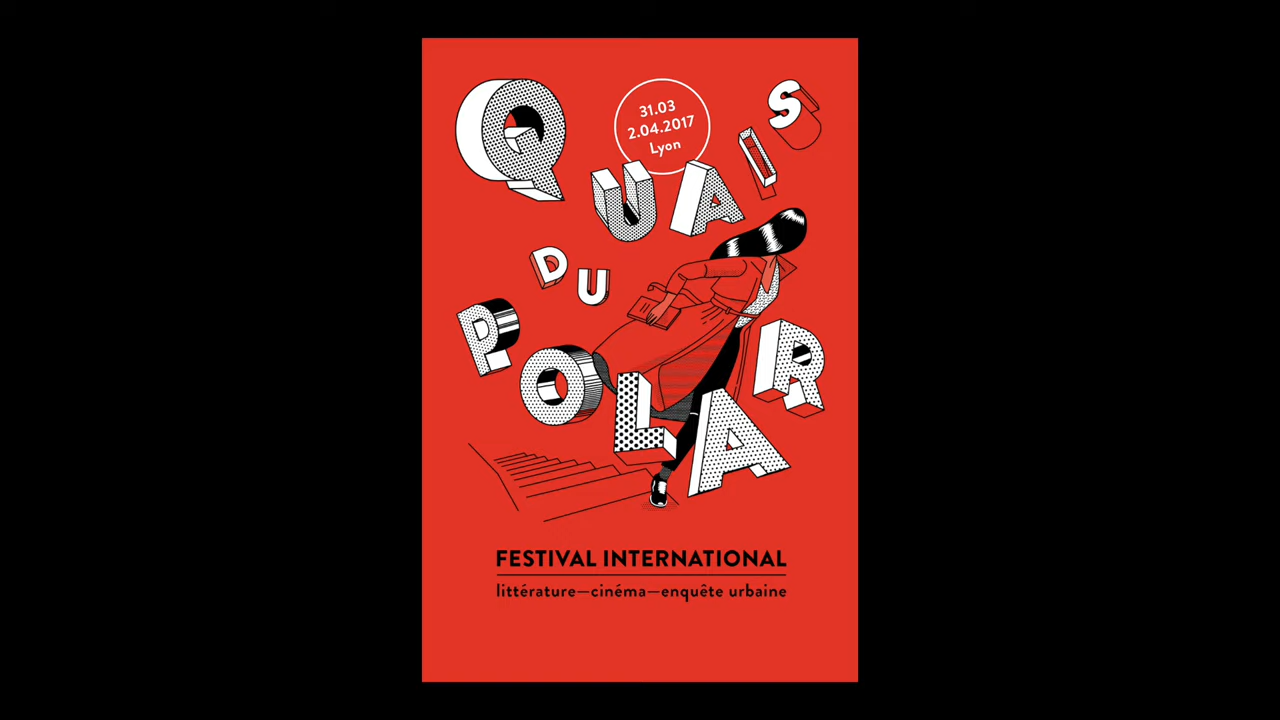 QUAIS
31.03
2.04.2017
Lyon
DU
POLAR
FESTIVAL INTERNATIONAL
littérature—cinéma—enquête urbaine